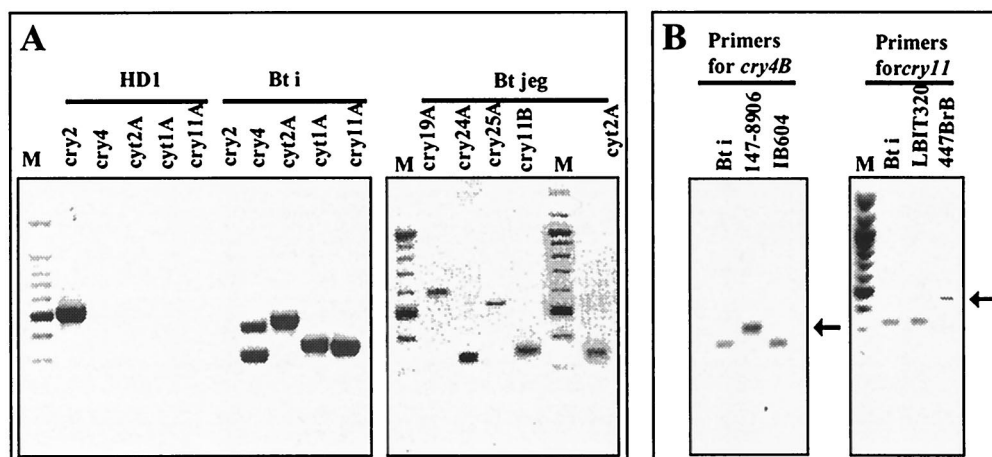 A
HD1
Bt i
Bt jeg
M
cry2
cry4
cyt2A
cyt1A
cry11A
cry2
cry4
cyt2A
cyt1A
cry11A
M
cry19A
cry24A
cry25A
cry11B
M
cyt2A
B
Primers
for cry4B
Primers
forcry11
Bt i
147-8906
IB604
M
Bt i
LBIT320
447BrB